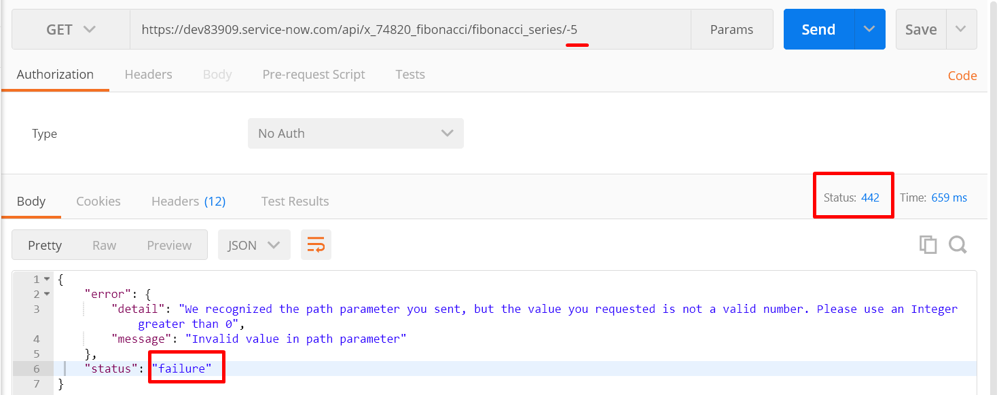 GET https://dev83909.service-now.com/api/x_74820_fibonacci/fibonacci_series/-5 Params Send Save
Authorization Headers Body Pre-request Script Tests Code
Type No Auth
Body Cookies Headers (12) Test Results Status: 442 Time: 659 ms
Pretty Raw Preview JSON
1 {
2 "error": {
3 "detail": "We recognized the path parameter you sent, but the value you requested is not a valid number. Please use an Integer
greater than 0",
4 "message": "Invalid value in path parameter"
5 },
6 "status": "failure"
7 }